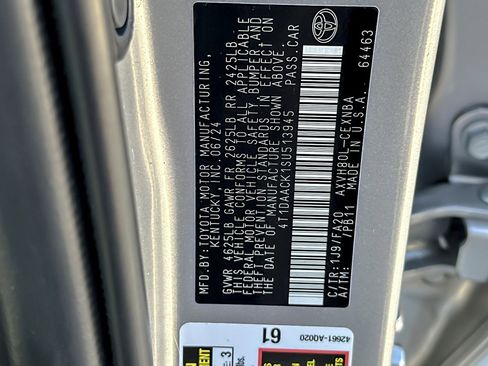 MFD.BY:TOYOTA MOTOR MANUFACTURING,
KENTUCKY, INC 06/24
GVWR 4625LB GAWR FR 2625LB RR 2425LB
THIS VEHICLE CONFORMS TO ALL APPLICABLE
FEDERAL MOTOR VEHICLE SAFETY, BUMPER AND
THEFT PREVENTION STANDARDS IN EFFECT ON
THE DATE OF MANUFACTURE SHOWN ABOVE.
4T1DAACK1SU513945 PASS.CAR
C/TR:1J9/FA20 AXVH80L-CEXNBA
A/TM: /PB11 MADE IN U.S.A. 64463
61
42661-A0020
3